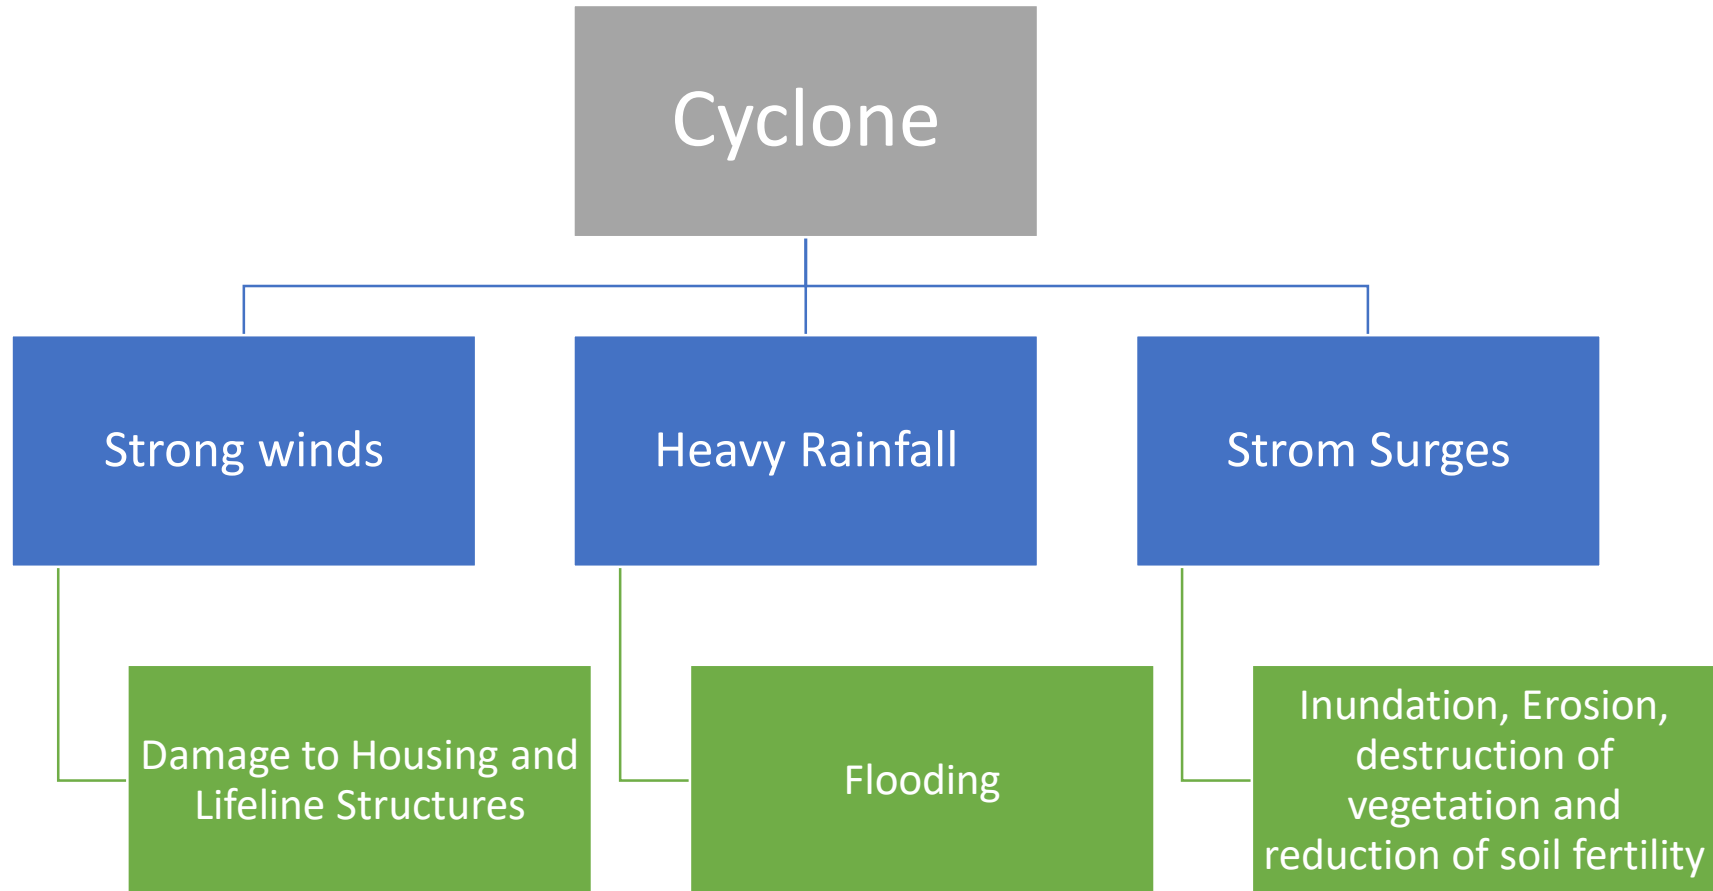 Cyclone
Strong winds
Heavy Rainfall
Strom Surges
Damage to Housing and
Lifeline Structures
Flooding
Inundation, Erosion,
destruction of
vegetation and
reduction of soil fertility